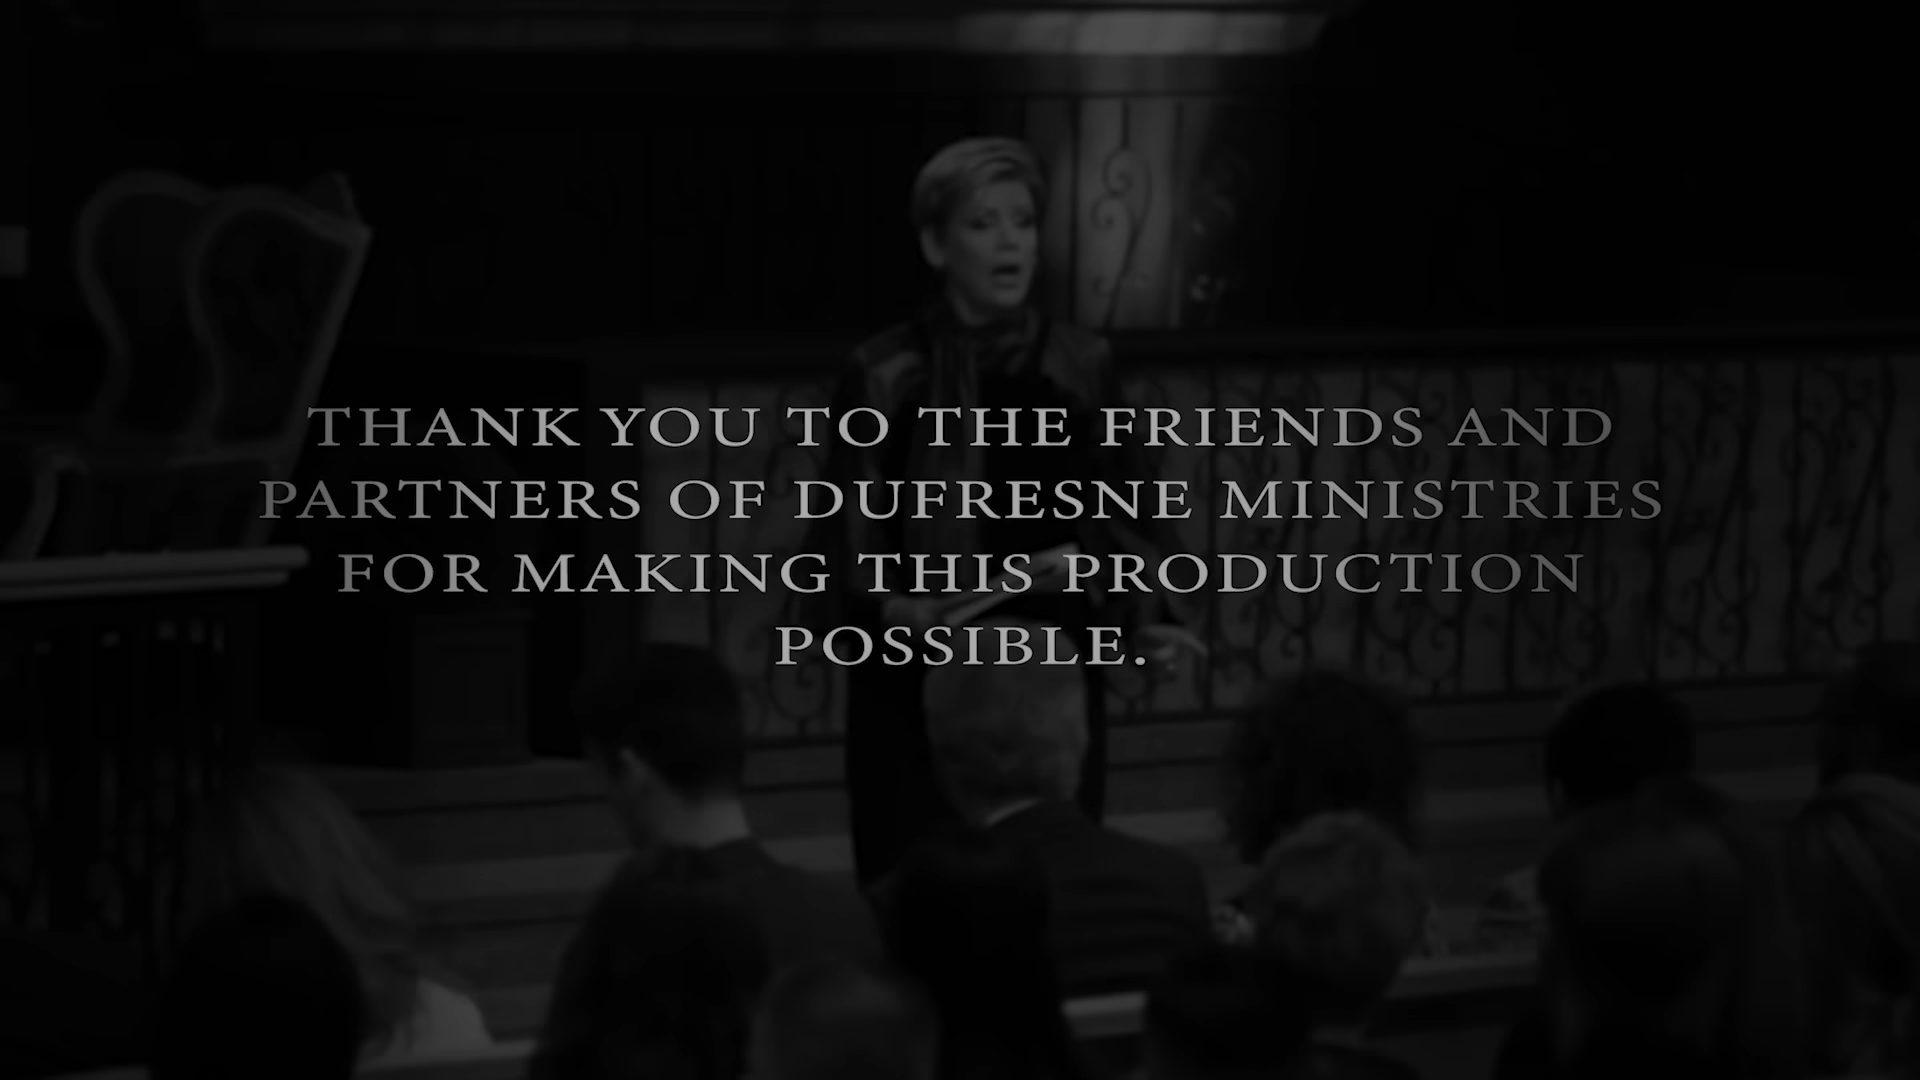 THANK YOU TO THE FRIENDS AND
PARTNERS OF DUFRESNE MINISTRIES
FOR MAKING THIS PRODUCTION
POSSIBLE.